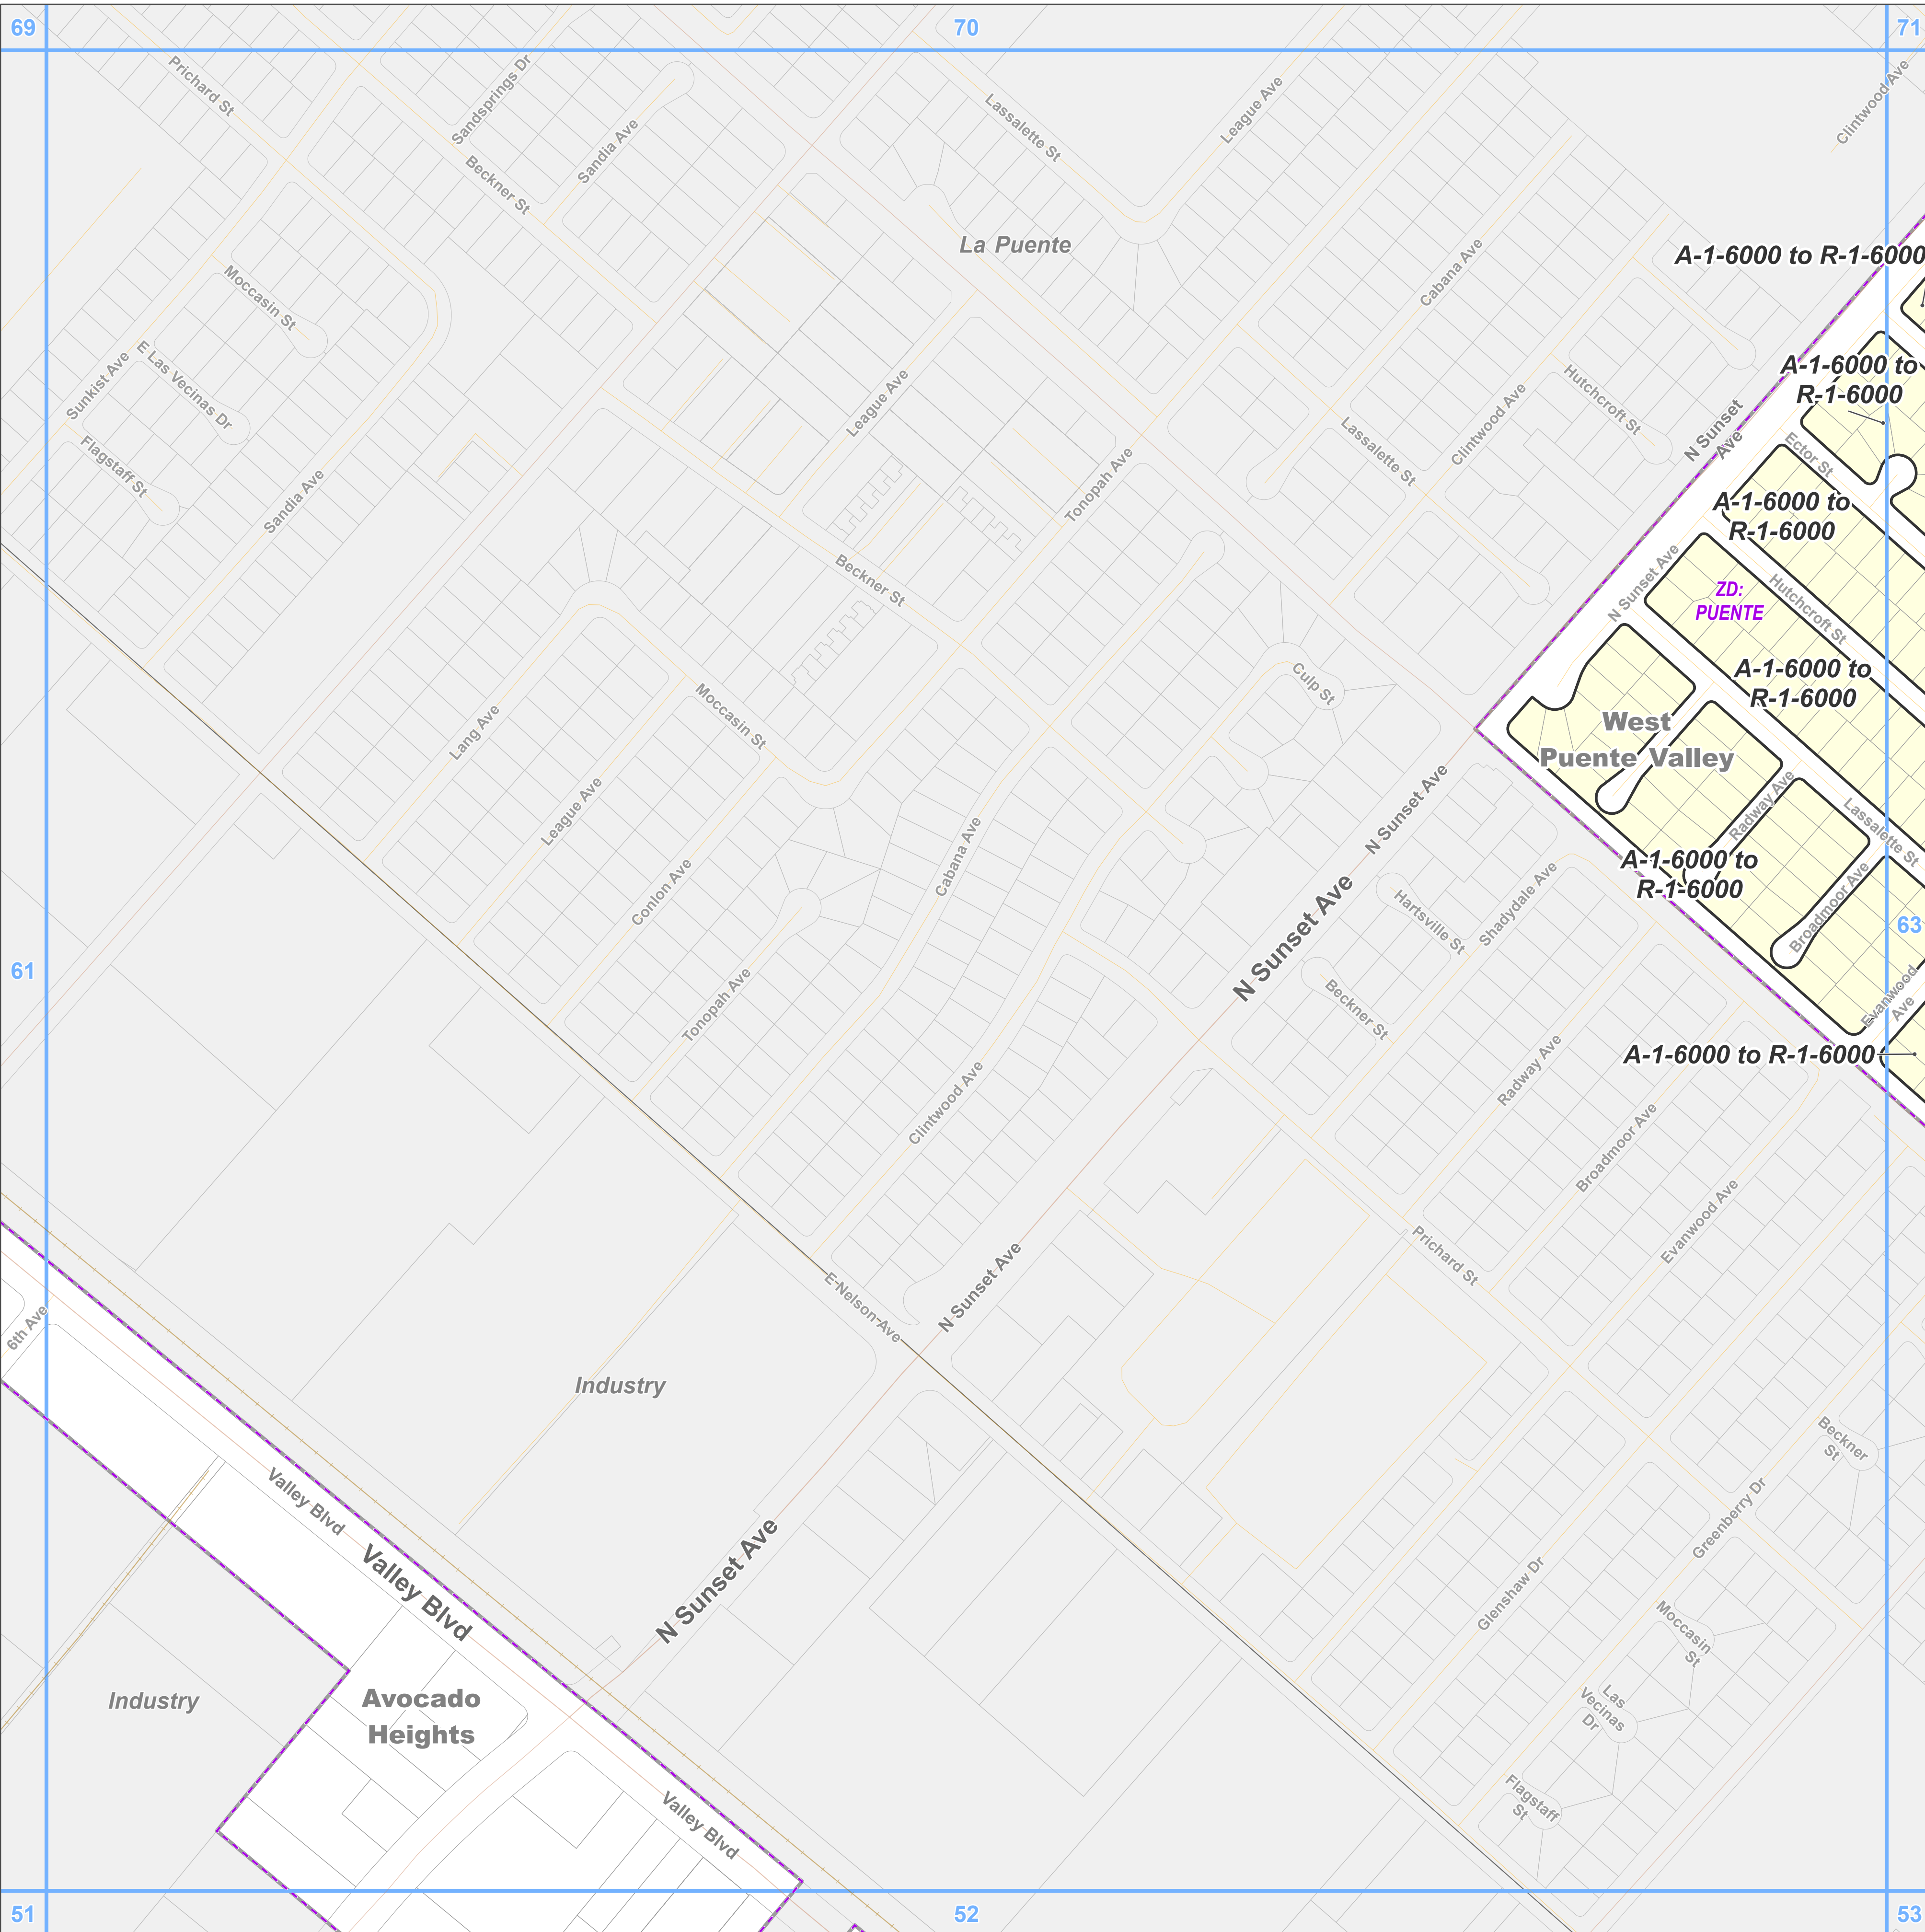 69
70
71
Prichard St
Sandsprings Dr
Sandia Ave
Beckner St
Lassalette St
League Ave
Clintwood Ave
La Puente
A-1-6000 to R-1-6000
Moccasin St
Cabana Ave
E Las Vecinas Dr
Sunkist Ave
Flagstaff St
Sandia Ave
League Ave
Tonopah Ave
Lassalette St
Clintwood Ave
Hutchcroft St
N Sunset
Ave
A-1-6000 to
R-1-6000
Ector St
A-1-6000 to
R-1-6000
Beckner St
N Sunset Ave
ZD:
PUENTE
Hutchcroft St
A-1-6000 to
R-1-6000
Culp St
Lang Ave
Moccasin St
West
Puente Valley
League Ave
Conlon Ave
Cabana Ave
N Sunset Ave
Radway Ave
Lassalette St
A-1-6000 to
R-1-6000
Broadmoor Ave
N Sunset Ave
Hartsville St
Shadydale Ave
63
61
Tonopah Ave
Beckner St
Evanwood
Ave
A-1-6000 to R-1-6000
Clintwood Ave
Radway Ave
Broadmoor Ave
Evanwood Ave
Prichard St
6th Ave
E Nelson Ave
N Sunset Ave
Industry
Beckner
St
Valley Blvd
Valley Blvd
N Sunset Ave
Greenberry Dr
Glenshaw Dr
Moccasin
St
Industry
Avocado
Heights
Las
Vecinas
Dr
Valley Blvd
Flagstaff
St
51
52
53